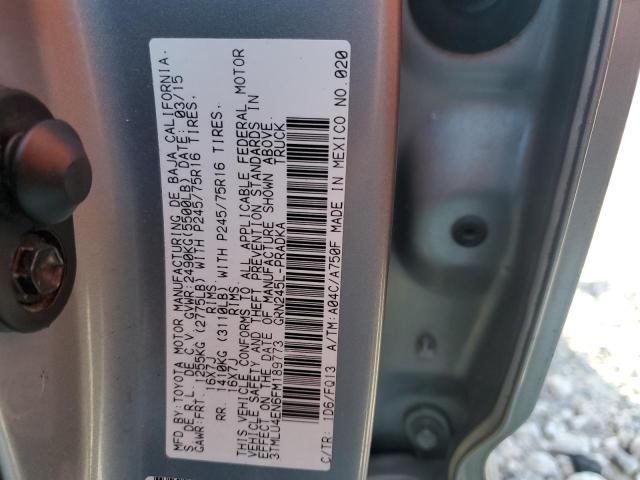 MFD BY:TOYOTA MOTOR MANUFACTURING DE BAJA CALIFORNIA
S. DE R.L. DE C.V. GVWR:2490KG(5505LB) DATE: 03/15
GAWR:FRT. 1255KG (2775LB) WITH P245/75R16 TIRES.
16X7J RIMS.
RR. 1410KG (3110LB) WITH P245/75R16 TIRES.
16X7J RIMS
THIS VEHICLE CONFORMS TO ALL APPLICABLE FEDERAL MOTOR
VEHICLE SAFETY AND THEFT PREVENTION STANDARDS IN
EFFECT ON THE DATE OF MANUFACTURE SHOWN ABOVE.
3TMLU4EN6FM189773 GRN245L-PRADKA TRUCK
C/TR: 1D6/FQ13 A/TM:A04C/A750F MADE IN MEXICO NO.020